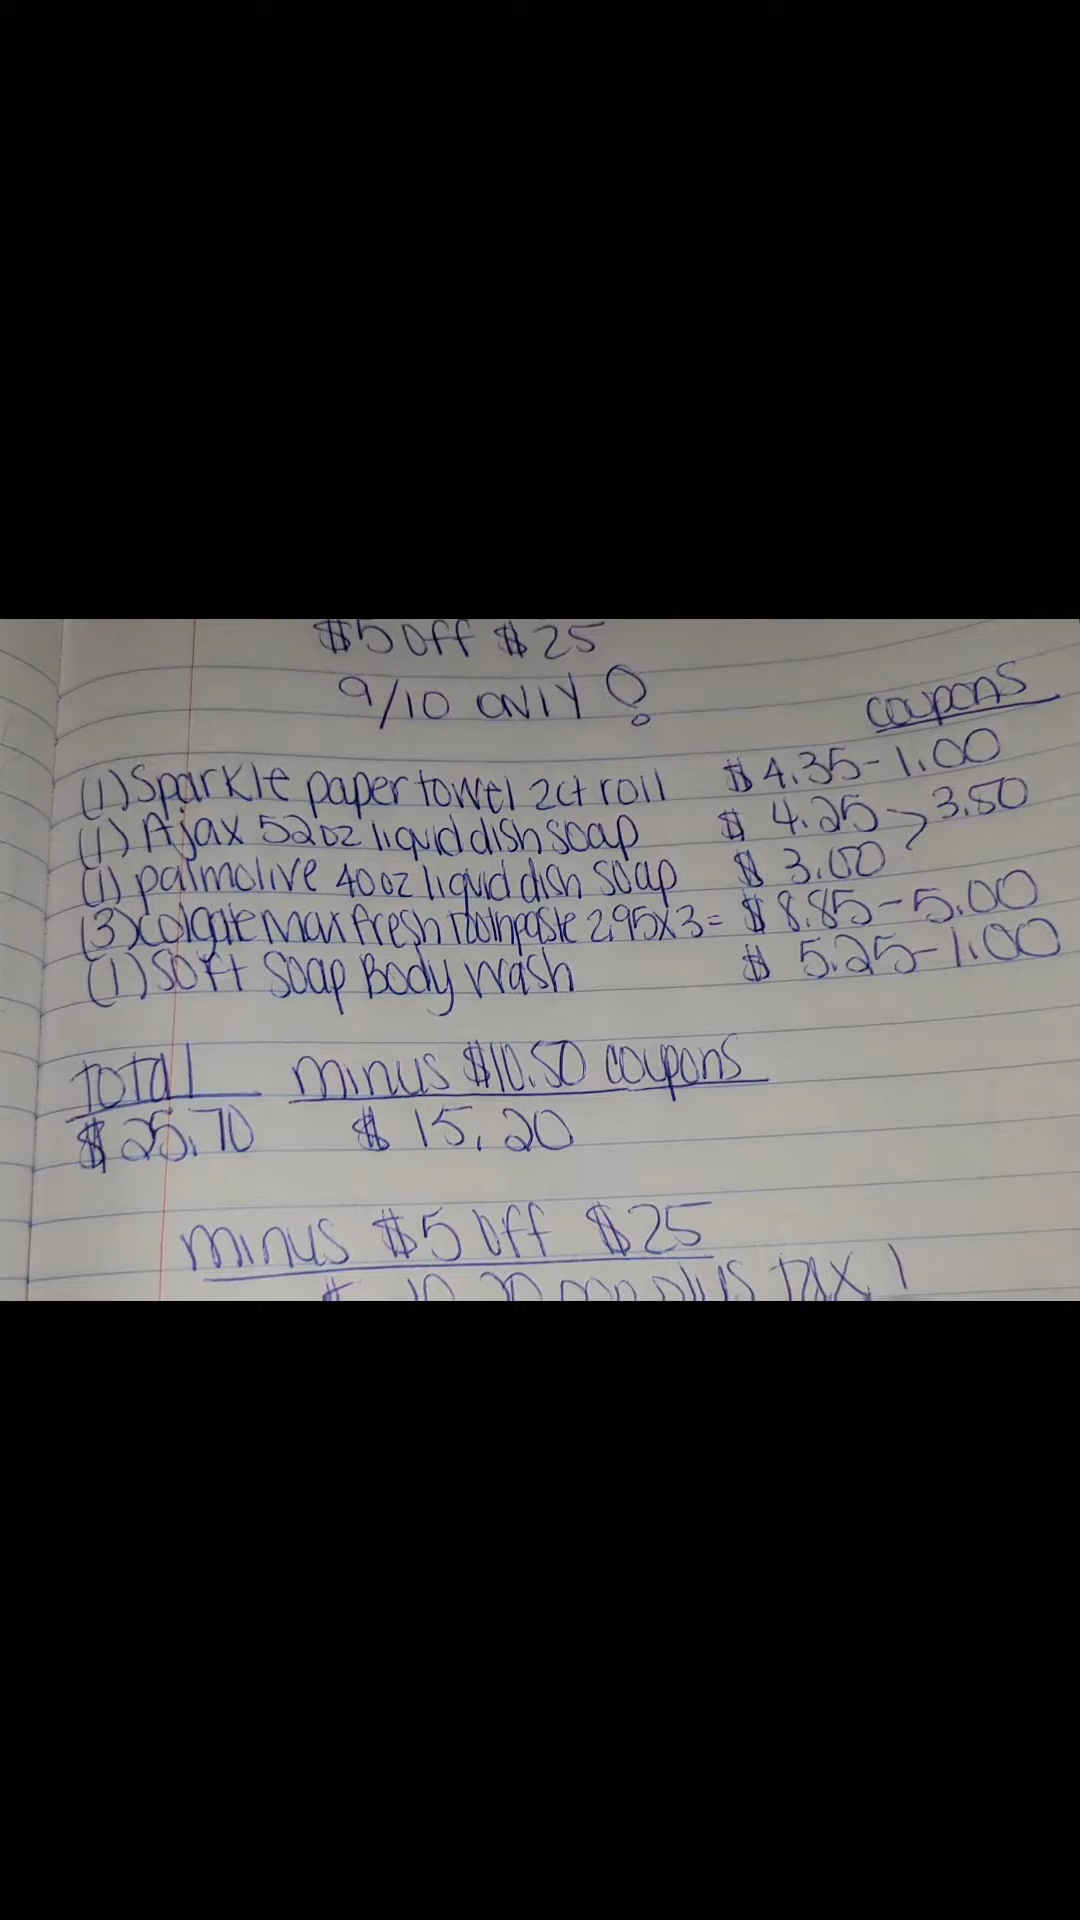 $5 Off $25
9/10 ONLY!
coupons
(1) Sparkle paper towel 2ct roll $4.35-1.00
(1) Ajax 52oz liquid dish soap $4.25 > 3.50
(1) palmolive 40oz liquid dish soap $3.00
(3) Colgate Max Fresh Toothpaste 2.95x3= $8.85-5.00
(1) Soft Soap Body Wash $5.25-1.00
total minus $10.50 coupons
$25.70 $15.20
minus $5 Off $25
plus tax!